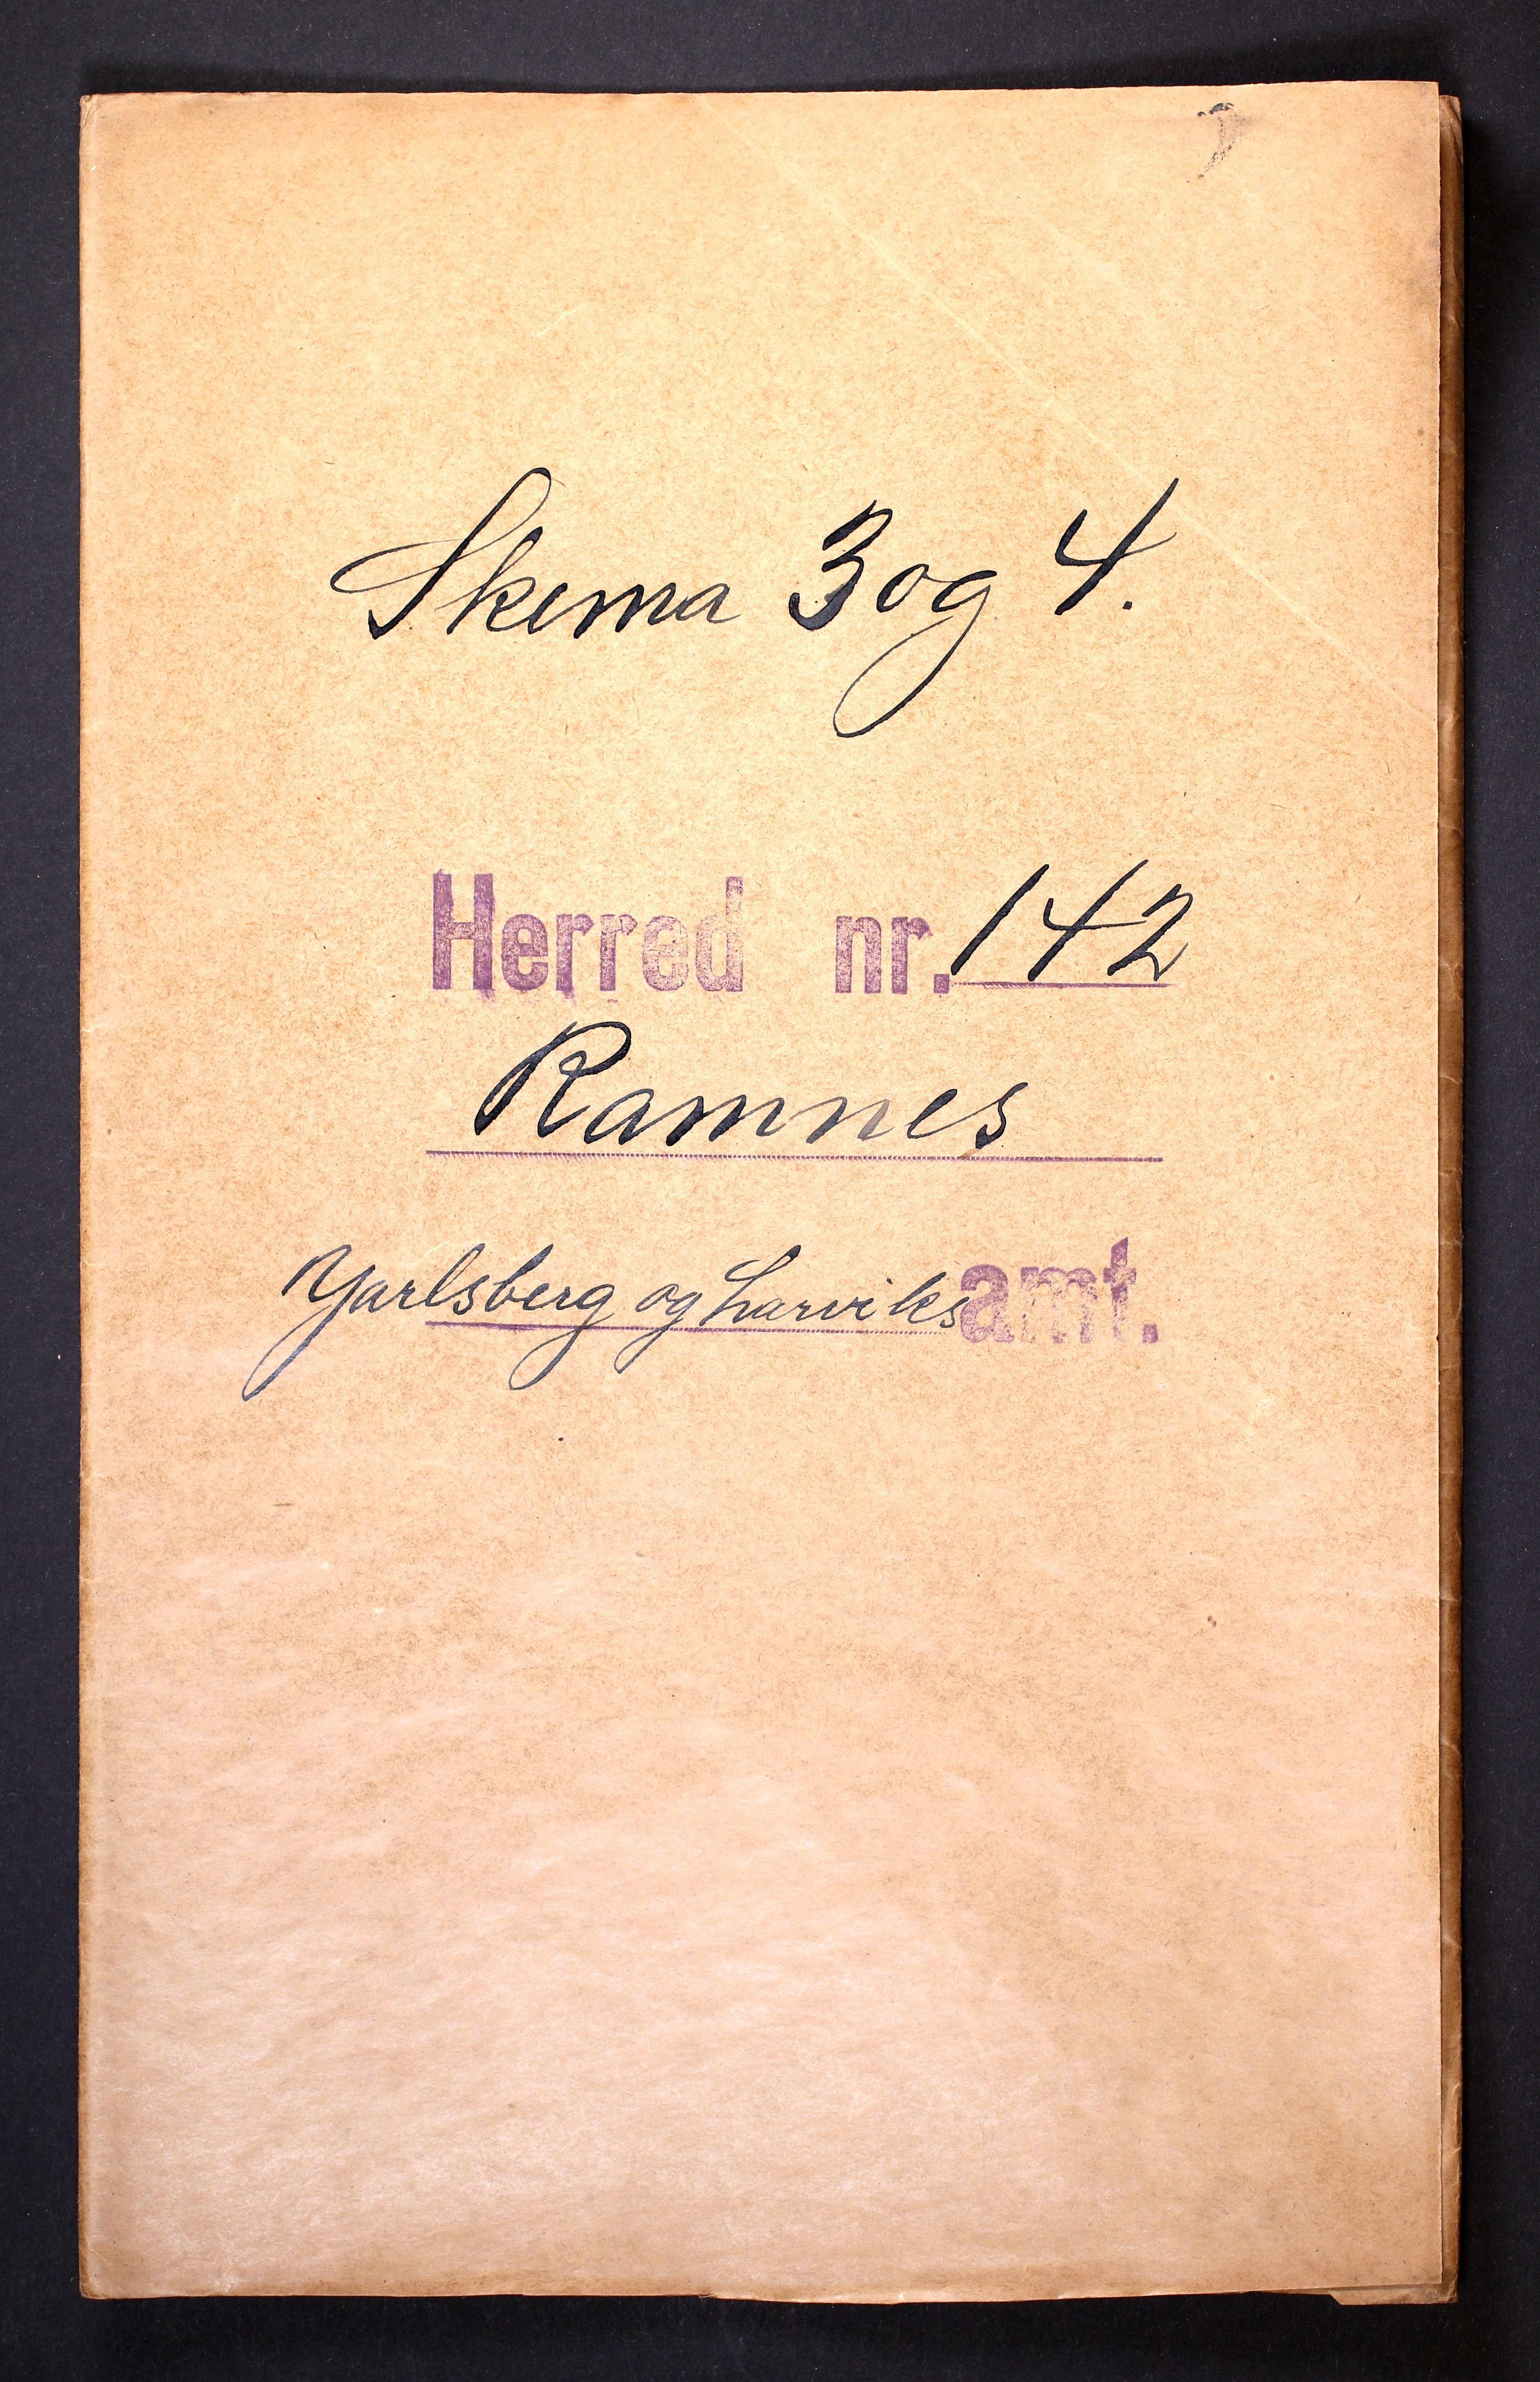 Skema 3 og 4.
Herred nr. 142
Ramnes
Jarlsberg og Larviks amt.